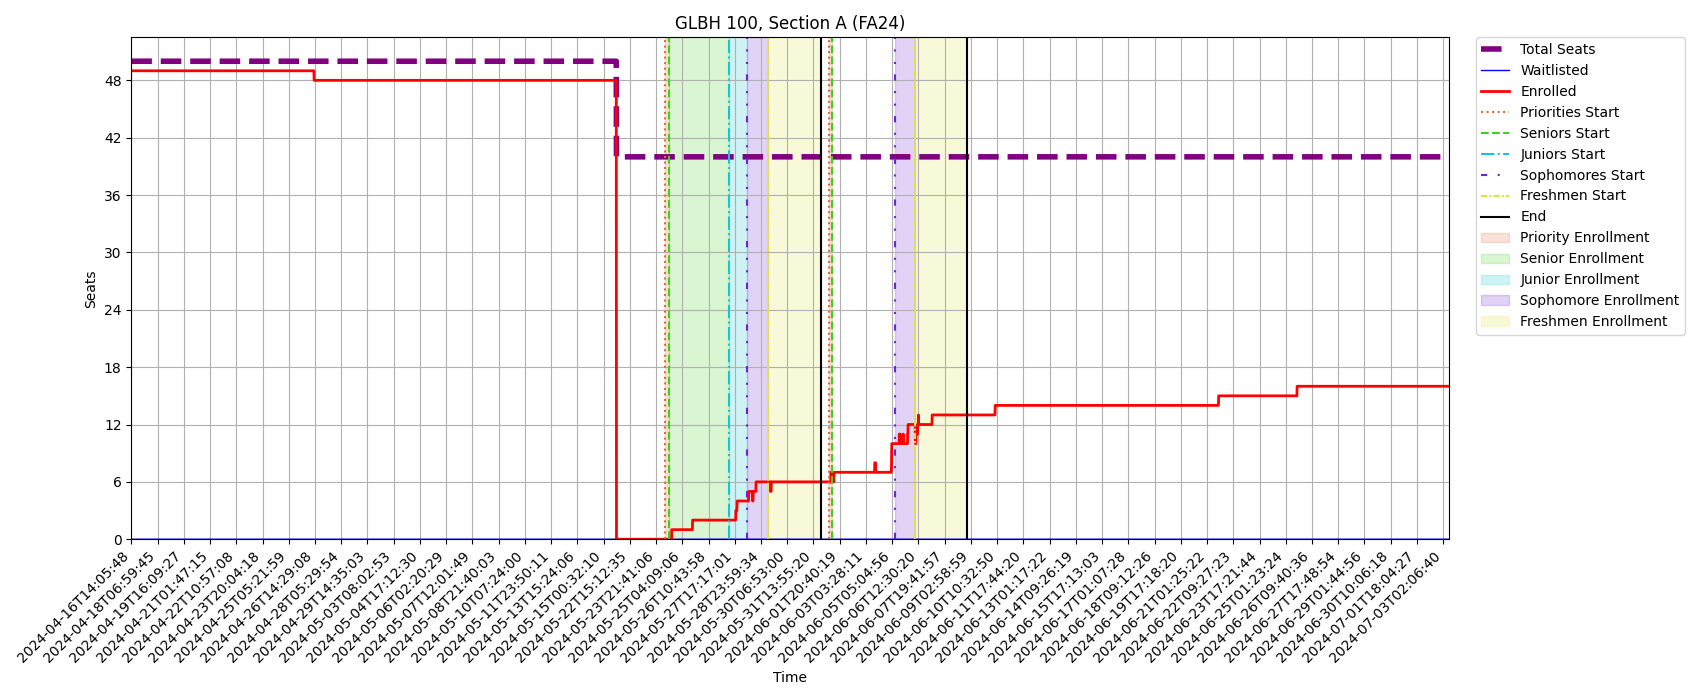 GLBH 100, Section A (FA24)
Seats
48
42
36
30
24
18
12
6
0
2024-04-16T14:05:48
2024-04-18T06:59:45
2024-04-19T16:09:27
2024-04-21T01:47:15
2024-04-22T10:57:08
2024-04-23T20:04:18
2024-04-25T05:21:59
2024-04-26T14:29:08
2024-04-28T05:29:54
2024-04-29T14:35:03
2024-05-03T08:02:53
2024-05-04T17:12:30
2024-05-06T02:20:29
2024-05-07T12:01:49
2024-05-08T21:40:03
2024-05-10T07:24:00
2024-05-11T23:50:11
2024-05-13T15:24:06
2024-05-15T00:32:10
2024-05-22T15:12:35
2024-05-23T21:41:06
2024-05-25T04:09:06
2024-05-26T10:43:58
2024-05-27T17:17:01
2024-05-28T23:59:34
2024-05-30T06:53:00
2024-05-31T13:55:20
2024-06-01T20:40:19
2024-06-03T03:28:11
2024-06-05T05:04:56
2024-06-06T12:30:20
2024-06-07T19:41:57
2024-06-09T02:58:59
2024-06-10T10:32:50
2024-06-11T17:44:20
2024-06-13T01:17:22
2024-06-14T09:26:19
2024-06-15T17:13:03
2024-06-17T01:07:28
2024-06-18T09:12:26
2024-06-19T17:18:20
2024-06-21T01:25:22
2024-06-22T09:27:23
2024-06-23T17:21:44
2024-06-25T01:23:24
2024-06-26T09:40:36
2024-06-27T17:48:54
2024-06-29T01:44:56
2024-06-30T10:06:18
2024-07-01T18:04:27
2024-07-03T02:06:40
Time
Total Seats
Waitlisted
Enrolled
Priorities Start
Seniors Start
Juniors Start
Sophomores Start
Freshmen Start
End
Priority Enrollment
Senior Enrollment
Junior Enrollment
Sophomore Enrollment
Freshmen Enrollment